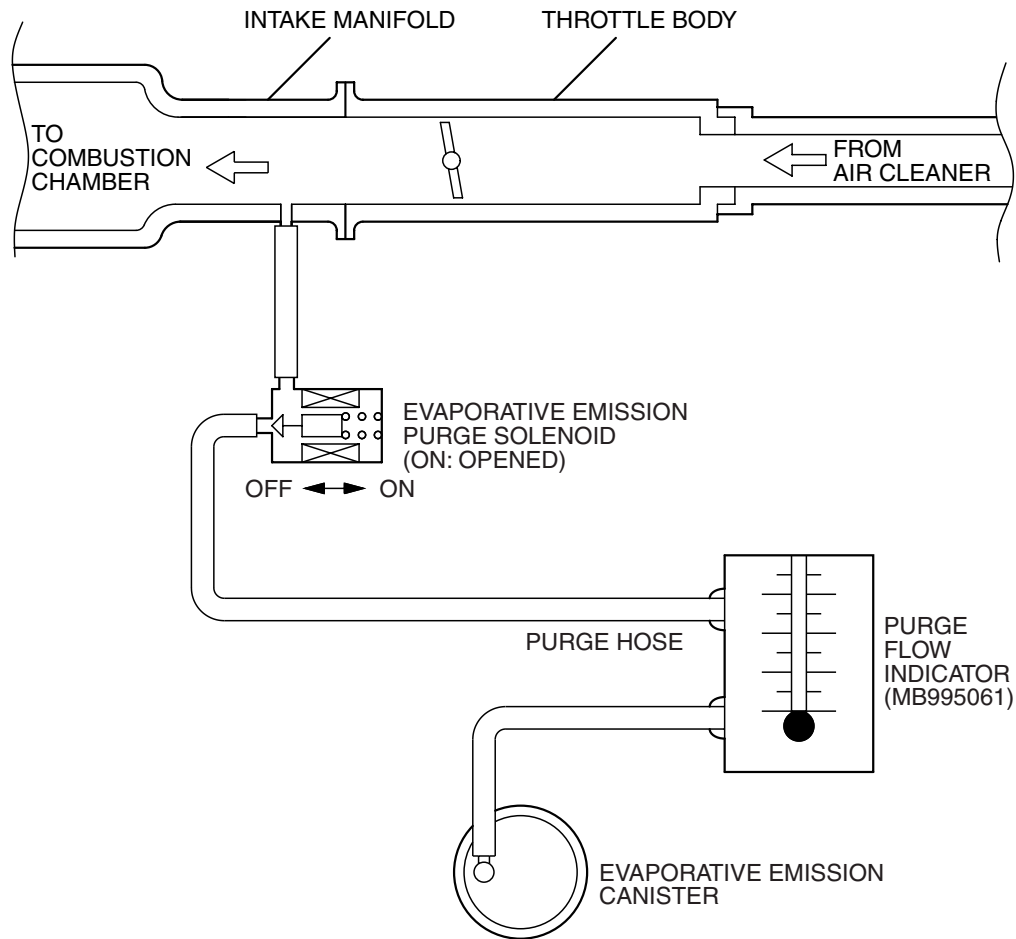 INTAKE MANIFOLD
THROTTLE BODY
TO
COMBUSTION
CHAMBER
FROM
AIR CLEANER
EVAPORATIVE EMISSION
PURGE SOLENOID
(ON: OPENED)
OFF
ON
PURGE HOSE
PURGE
FLOW
INDICATOR
(MB995061)
EVAPORATIVE EMISSION
CANISTER